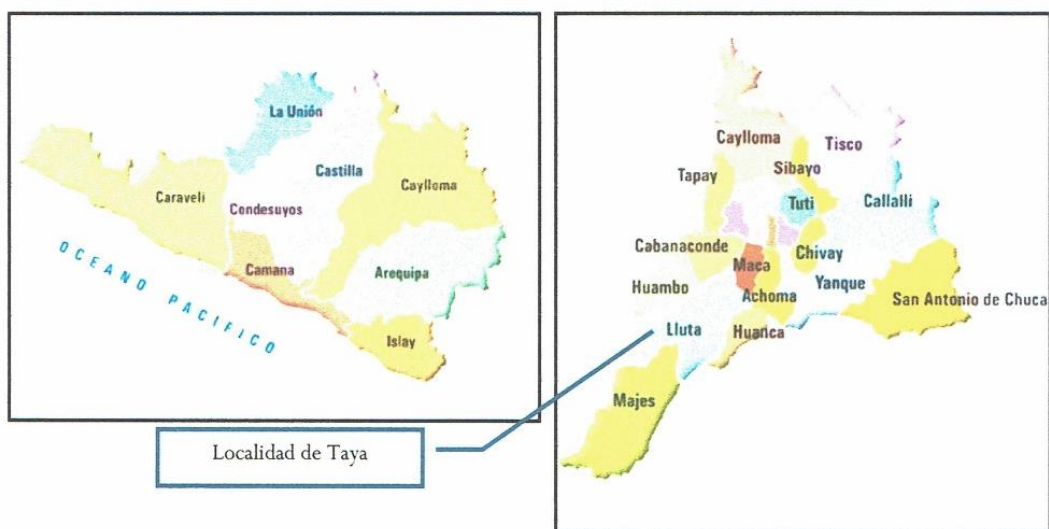 La Unión
Castilla
Caylloma
Caraveli
Condesuyos
Camana
Arequipa
Islay
OCEANO PACIFICO
Caylloma
Tisco
Sibayo
Tapay
Tuti
Callalli
Cabanaconde
Chivay
Maca
Huambo
Achoma
Yanque
San Antonio de Chuca
Lluta
Huanca
Majes
Localidad de Taya